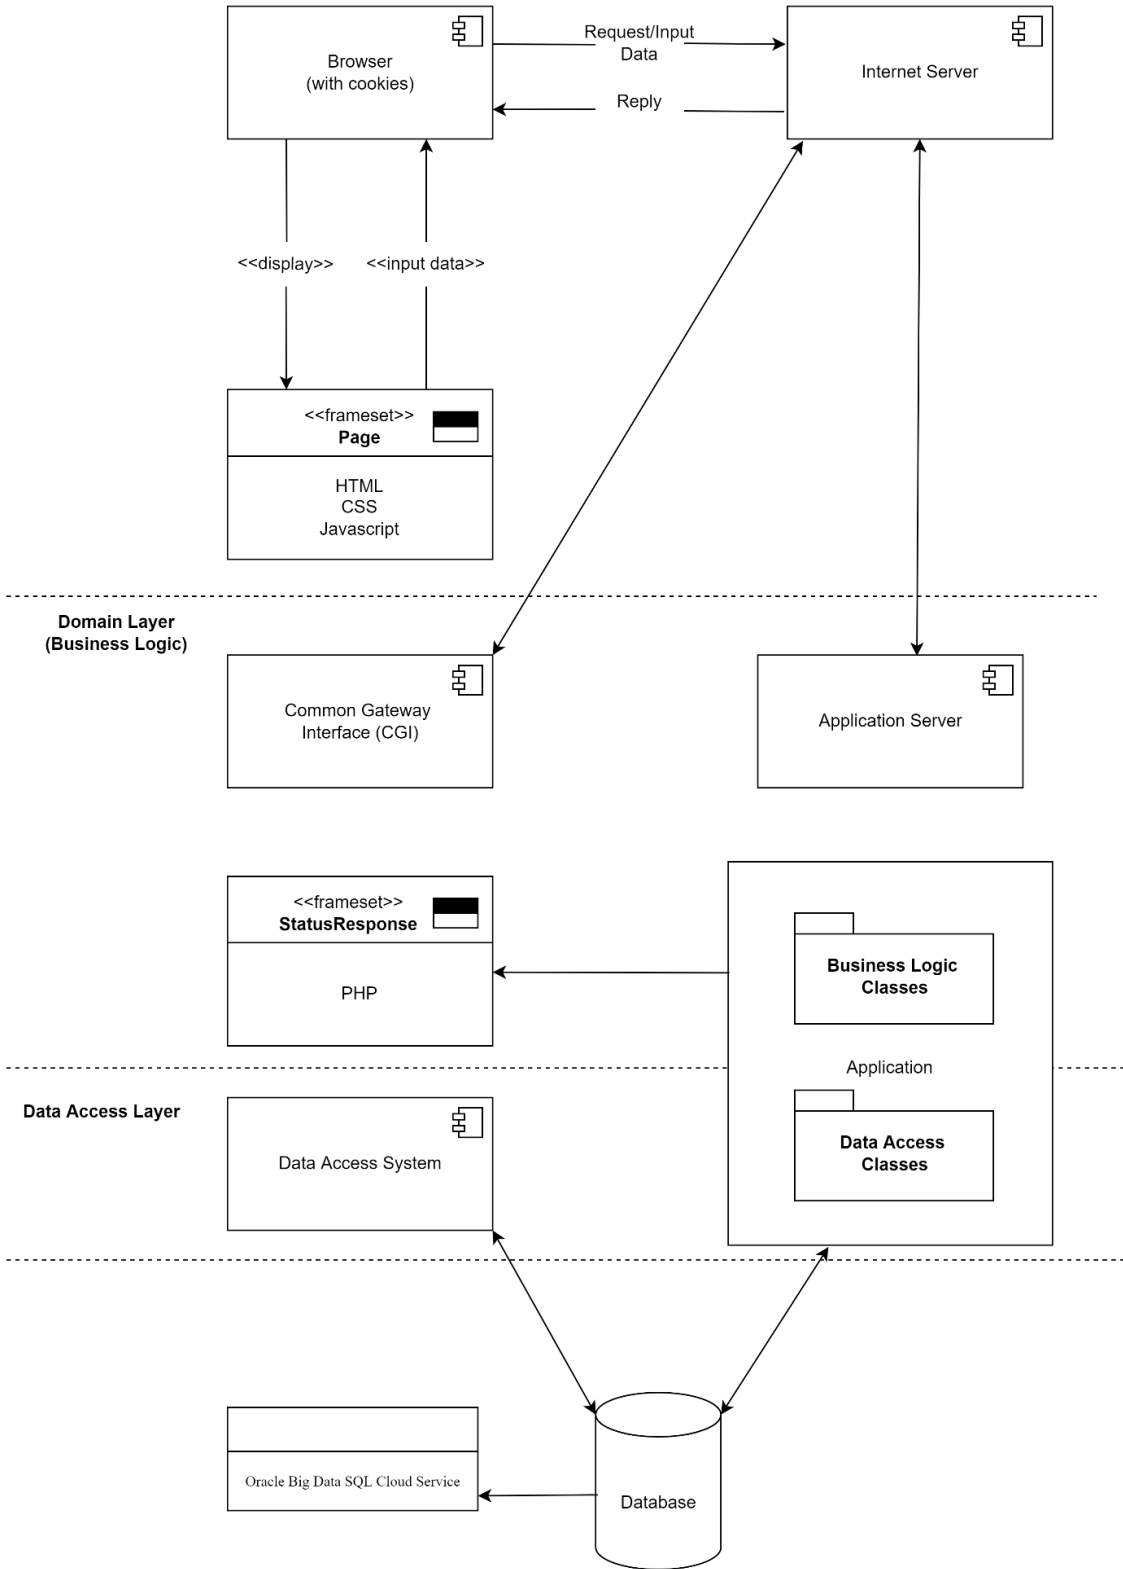 Browser
(with cookies)
Request/Input
Data
Reply
Internet Server
<<display>>
<<input data>>
<<frameset>>
Page
HTML
CSS
Javascript
Domain Layer
(Business Logic)
Common Gateway
Interface (CGI)
Application Server
<<frameset>>
StatusResponse
PHP
Business Logic
Classes
Application
Data Access Layer
Data Access System
Data Access
Classes
Oracle Big Data SQL Cloud Service
Database